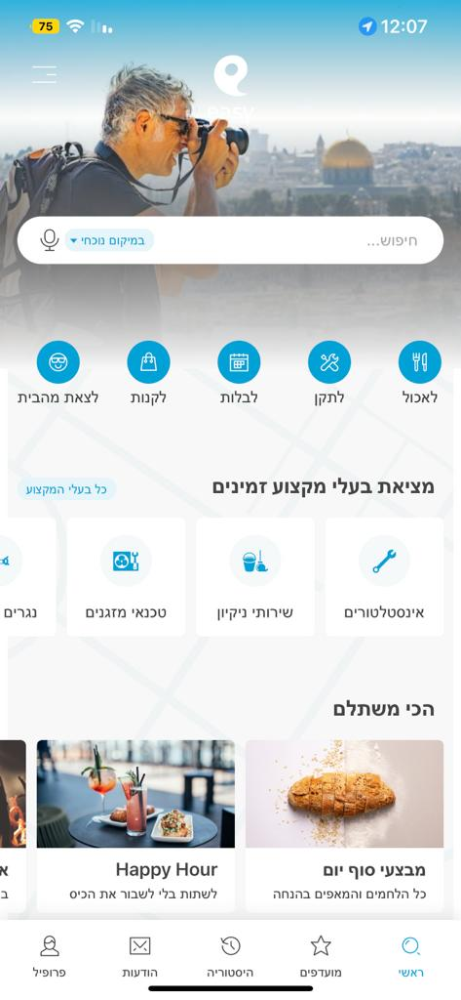 75
12:07
easy
חיפוש...
במיקום נוכחי
לאכול
לתקן
לבלות
לקנות
לצאת מהבית
מציאת בעלי מקצוע זמינים
כל בעלי המקצוע
אינסטלטורים
שירותי ניקיון
טכנאי מזגנים
נגרים
הכי משתלם
מבצעי סוף יום
כל הלחמים והמאפים בהנחה
Happy Hour
לשתות בלי לשבור את הכיס
א
ב
ראשי
מועדפים
היסטוריה
הודעות
פרופיל